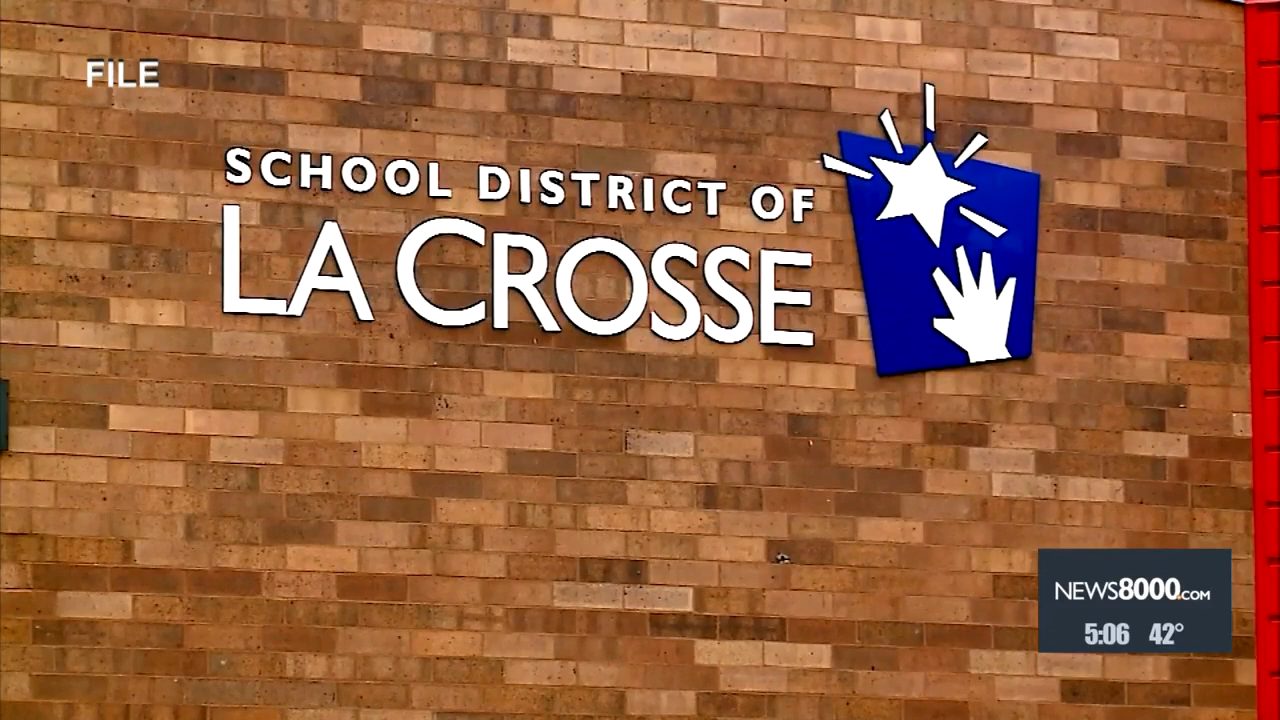 FILE
SCHOOL DISTRICT OF
LA CROSSE
NEWS8000.COM
5:06 42°